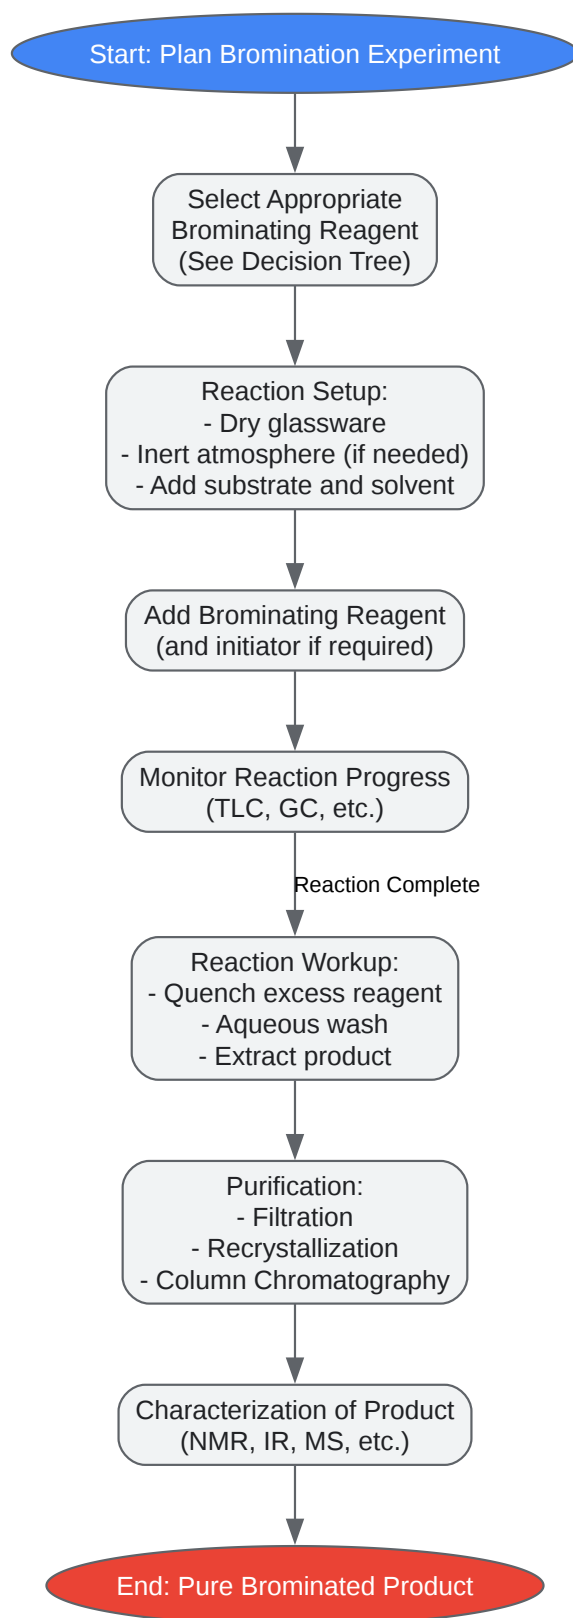 Start: Plan Bromination Experiment
Select Appropriate
Brominating Reagent
(See Decision Tree)
Reaction Setup:
- Dry glassware
- Inert atmosphere (if needed)
- Add substrate and solvent
Add Brominating Reagent
(and initiator if required)
Monitor Reaction Progress
(TLC, GC, etc.)
Reaction Complete
Reaction Workup:
- Quench excess reagent
- Aqueous wash
- Extract product
Purification:
- Filtration
- Recrystallization
- Column Chromatography
Characterization of Product
(NMR, IR, MS, etc.)
End: Pure Brominated Product